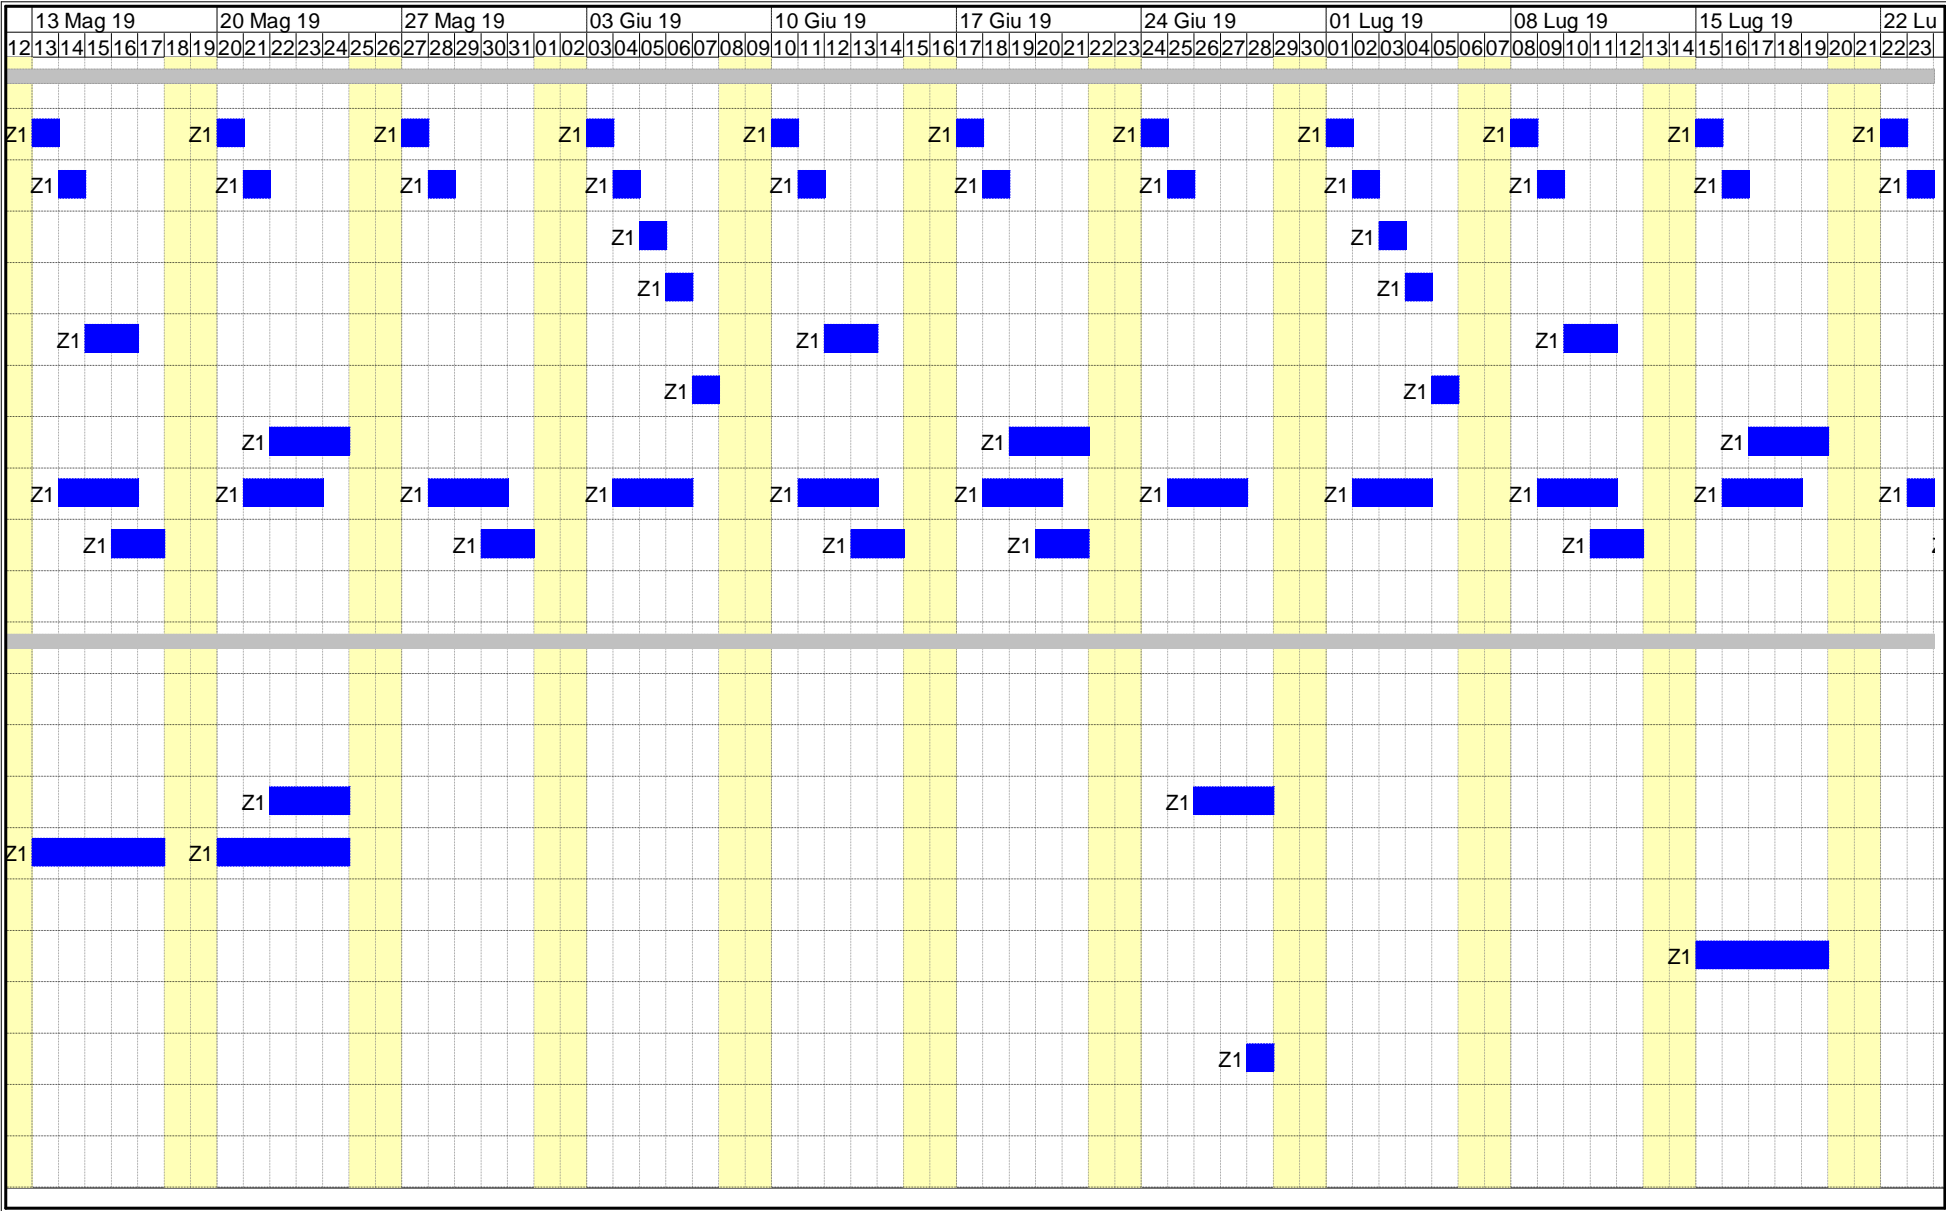 13 Mag 19 20 Mag 19 27 Mag 19 03 Giu 19 10 Giu 19 17 Giu 19 24 Giu 19 01 Lug 19 08 Lug 19 15 Lug 19 22 Lu
12 13 14 15 16 17 18 19 20 21 22 23 24 25 26 27 28 29 30 31 01 02 03 04 05 06 07 08 09 10 11 12 13 14 15 16 17 18 19 20 21 22 23 24 25 26 27 28 29 30 01 02 03 04 05 06 07 08 09 10 11 12 13 14 15 16 17 18 19 20 21 22 23
Z1 Z1 Z1 Z1 Z1 Z1 Z1 Z1 Z1 Z1 Z1
Z1 Z1 Z1 Z1 Z1 Z1 Z1 Z1 Z1 Z1 Z1
Z1 Z1
Z1 Z1
Z1 Z1 Z1
Z1 Z1
Z1 Z1 Z1
Z1 Z1 Z1 Z1 Z1 Z1 Z1 Z1 Z1 Z1 Z1
Z1 Z1 Z1 Z1 Z1
Z1 Z1
Z1 Z1
Z1
Z1